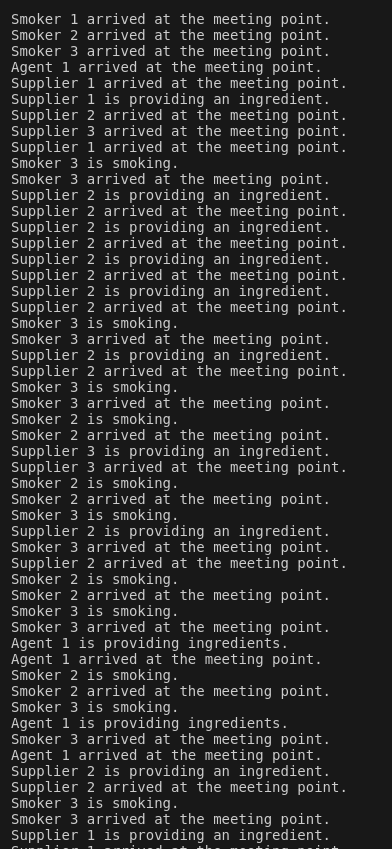 Smoker 1 arrived at the meeting point.
Smoker 2 arrived at the meeting point.
Smoker 3 arrived at the meeting point.
Agent 1 arrived at the meeting point.
Supplier 1 arrived at the meeting point.
Supplier 1 is providing an ingredient.
Supplier 2 arrived at the meeting point.
Supplier 3 arrived at the meeting point.
Supplier 1 arrived at the meeting point.
Smoker 3 is smoking.
Smoker 3 arrived at the meeting point.
Supplier 2 is providing an ingredient.
Supplier 2 arrived at the meeting point.
Supplier 2 is providing an ingredient.
Supplier 2 arrived at the meeting point.
Supplier 2 is providing an ingredient.
Supplier 2 arrived at the meeting point.
Supplier 2 is providing an ingredient.
Supplier 2 arrived at the meeting point.
Smoker 3 is smoking.
Smoker 3 arrived at the meeting point.
Supplier 2 is providing an ingredient.
Supplier 2 arrived at the meeting point.
Smoker 3 is smoking.
Smoker 3 arrived at the meeting point.
Smoker 2 is smoking.
Smoker 2 arrived at the meeting point.
Supplier 3 is providing an ingredient.
Supplier 3 arrived at the meeting point.
Smoker 2 is smoking.
Smoker 2 arrived at the meeting point.
Smoker 3 is smoking.
Supplier 2 is providing an ingredient.
Smoker 3 arrived at the meeting point.
Supplier 2 arrived at the meeting point.
Smoker 2 is smoking.
Smoker 2 arrived at the meeting point.
Smoker 3 is smoking.
Smoker 3 arrived at the meeting point.
Agent 1 is providing ingredients.
Agent 1 arrived at the meeting point.
Smoker 2 is smoking.
Smoker 2 arrived at the meeting point.
Smoker 3 is smoking.
Agent 1 is providing ingredients.
Smoker 3 arrived at the meeting point.
Agent 1 arrived at the meeting point.
Supplier 2 is providing an ingredient.
Supplier 2 arrived at the meeting point.
Smoker 3 is smoking.
Smoker 3 arrived at the meeting point.
Supplier 1 is providing an ingredient.
Supplier 1 arrived at the meeting point.